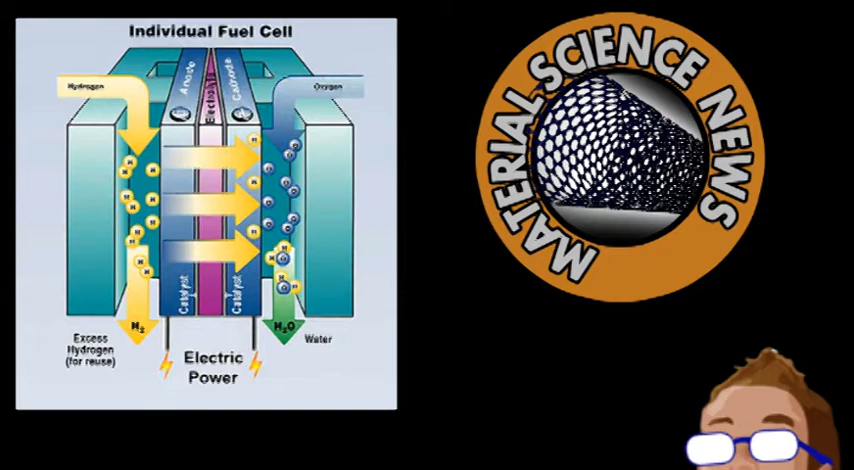 Individual Fuel Cell
Hydrogen
Anode
Electrolyte
Cathode
Oxygen
H H H H H H H H H H H H
O O O O O O O O
Catalyst
Catalyst
H₂
H₂O
Excess
Hydrogen
(for reuse)
Water
Electric
Power
MATERIAL SCIENCE NEWS